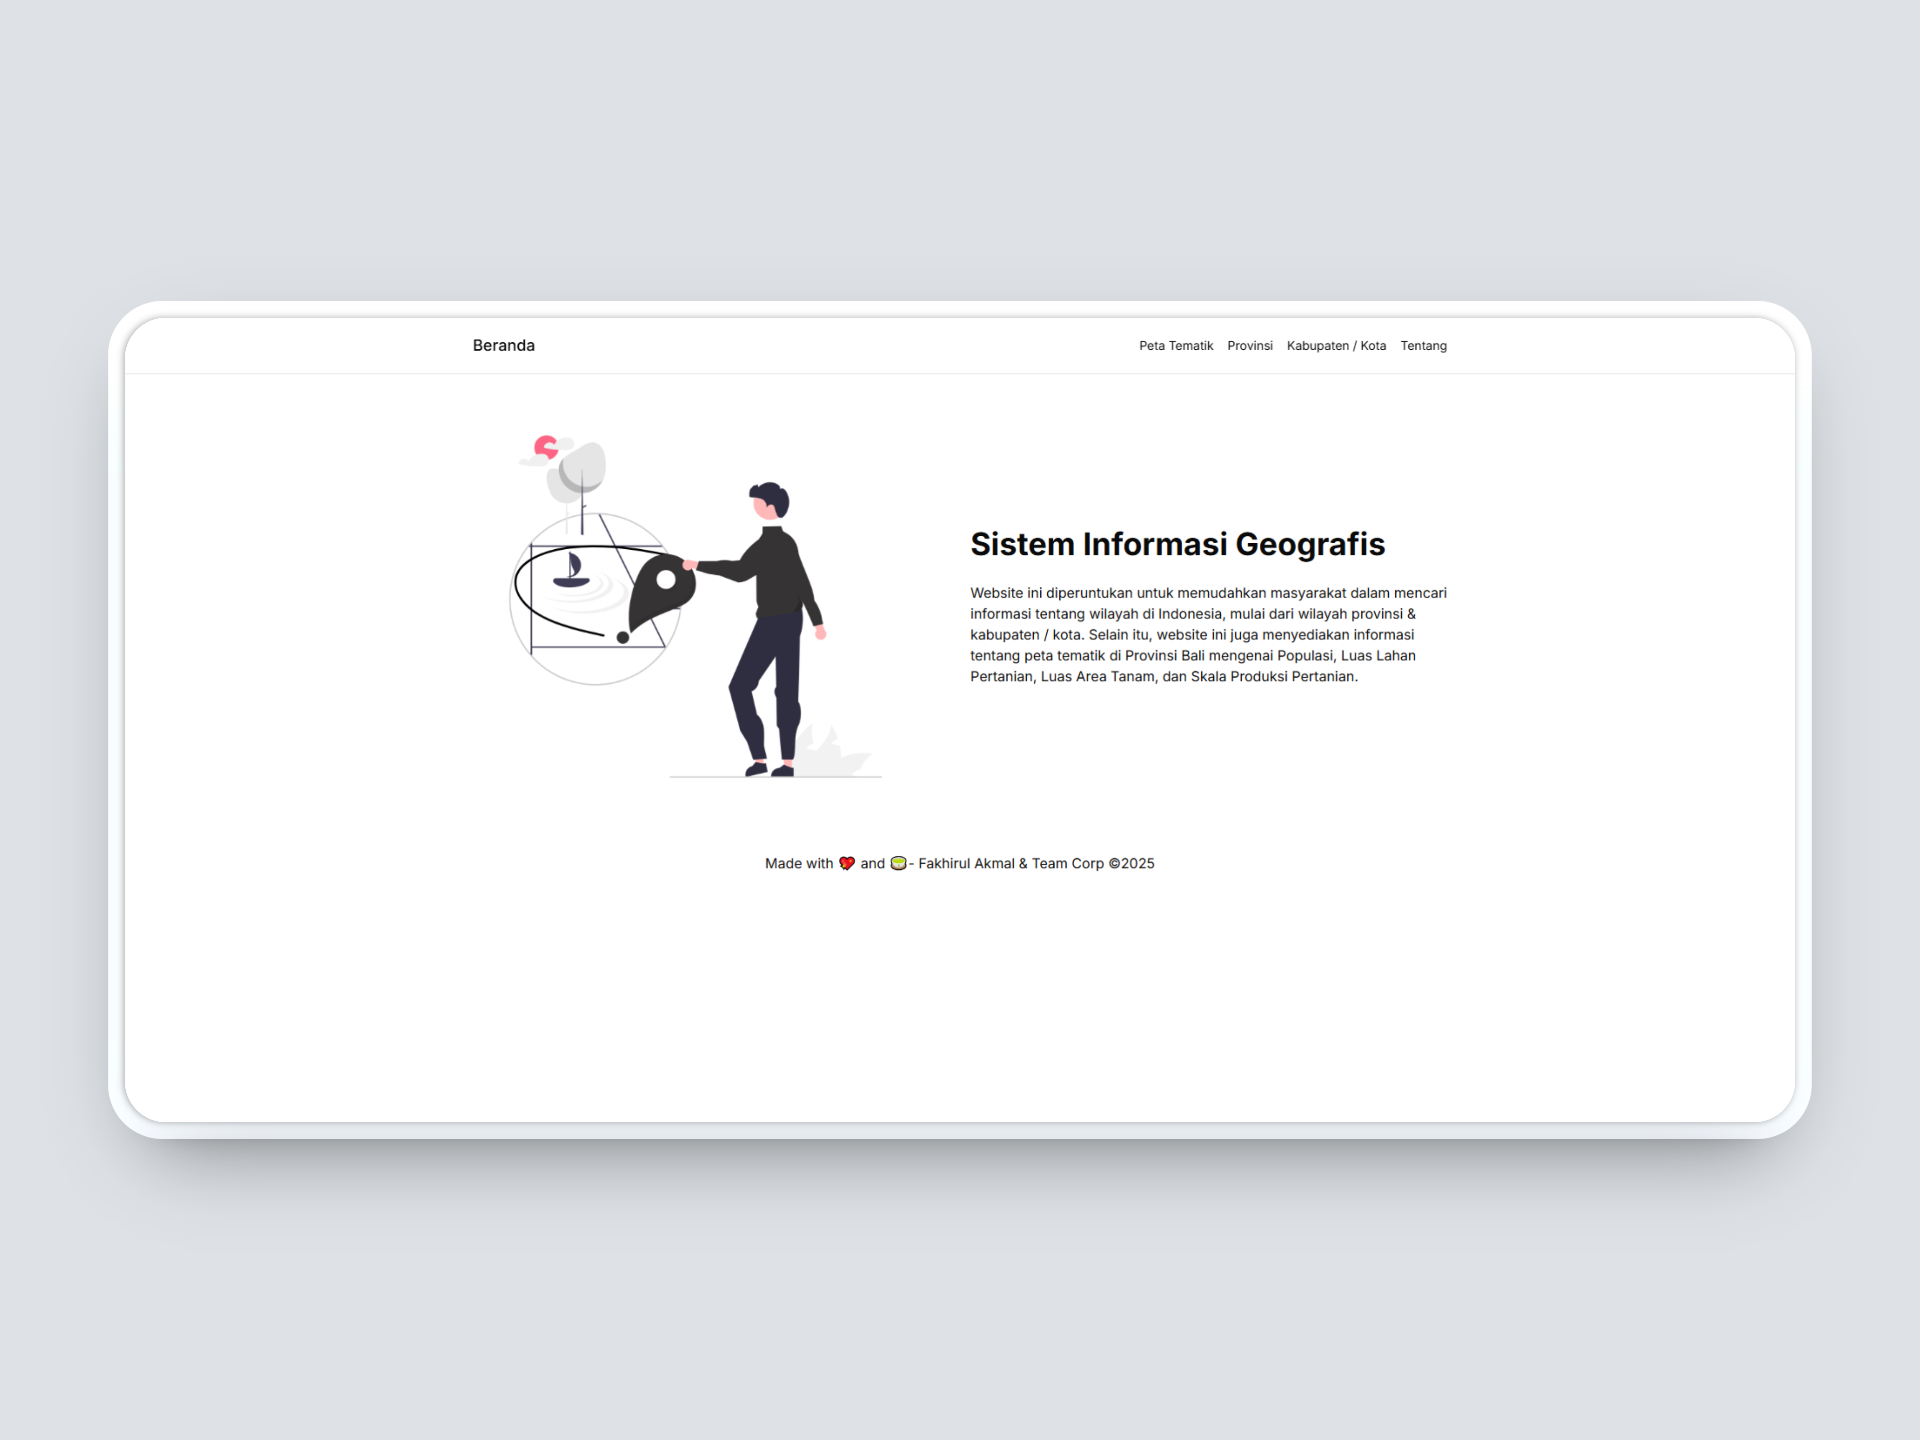 Beranda
Peta Tematik Provinsi Kabupaten / Kota Tentang
Sistem Informasi Geografis
Website ini diperuntukan untuk memudahkan masyarakat dalam mencari
informasi tentang wilayah di Indonesia, mulai dari wilayah provinsi &
kabupaten / kota. Selain itu, website ini juga menyediakan informasi
tentang peta tematik di Provinsi Bali mengenai Populasi, Luas Lahan
Pertanian, Luas Area Tanam, dan Skala Produksi Pertanian.
Made with 💖 and 🍵- Fakhirul Akmal & Team Corp ©2025